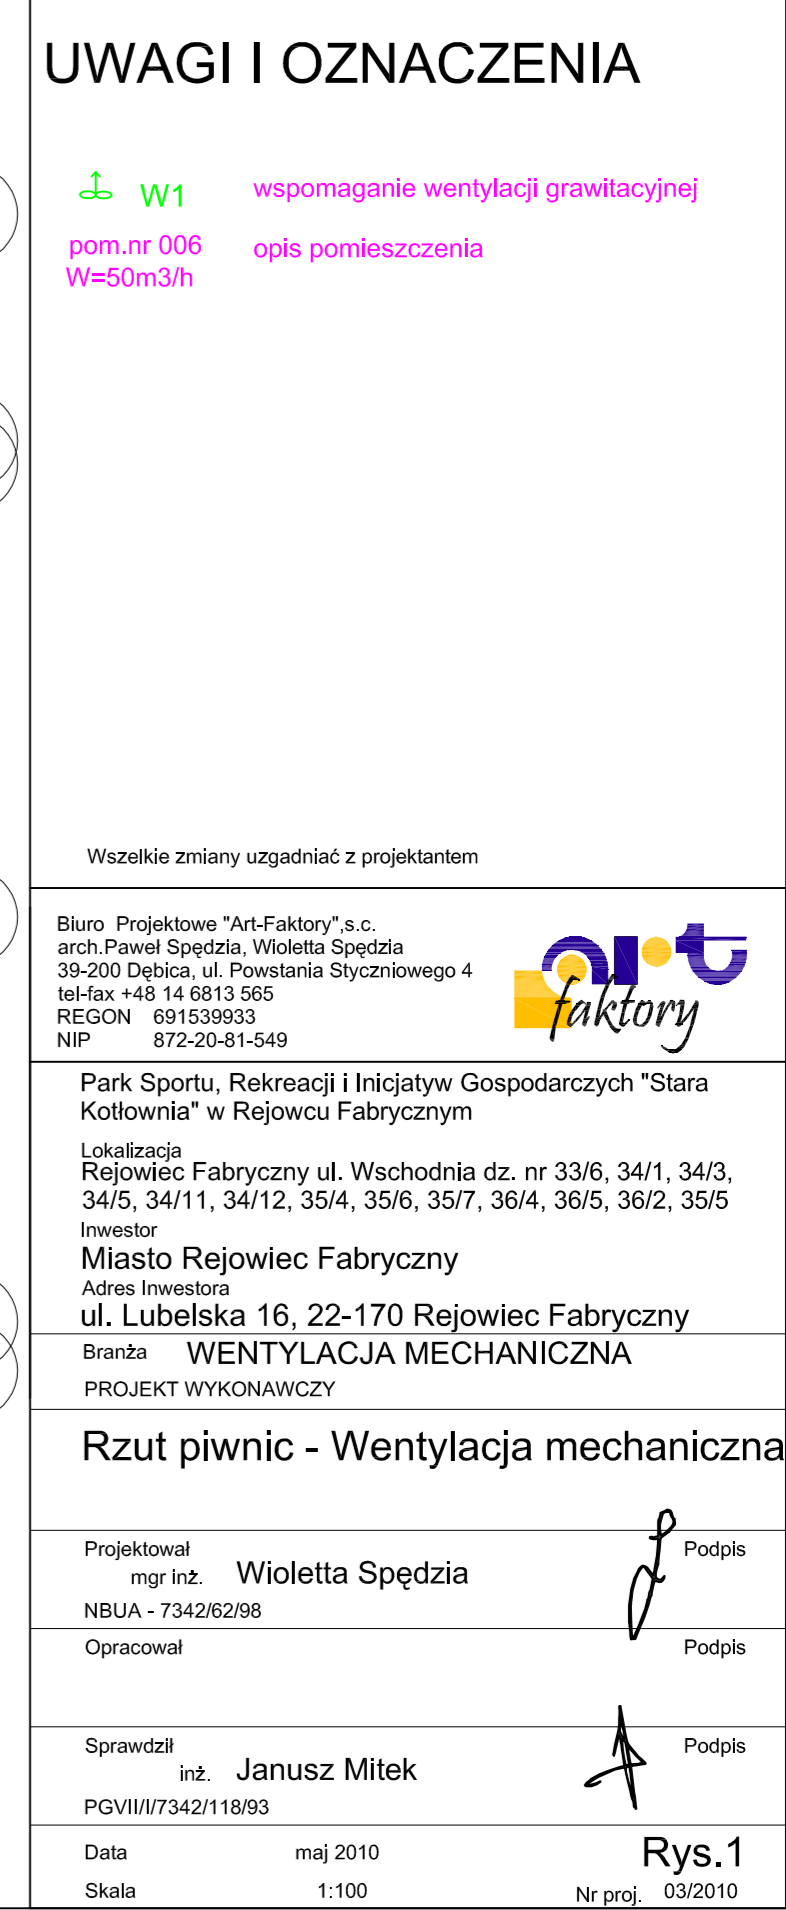 UWAGI I OZNACZENIA
W1 wspomaganie wentylacji grawitacyjnej
pom.nr 006 opis pomieszczenia
W=50m3/h
Wszelkie zmiany uzgadniać z projektantem
Biuro Projektowe "Art-Faktory",s.c.
arch.Paweł Spędzia, Wioletta Spędzia
39-200 Dębica, ul. Powstania Styczniowego 4
tel-fax +48 14 6813 565
REGON 691539933
NIP 872-20-81-549
art
faktory
Park Sportu, Rekreacji i Inicjatyw Gospodarczych "Stara
Kotłownia" w Rejowcu Fabrycznym
Lokalizacja
Rejowiec Fabryczny ul. Wschodnia dz. nr 33/6, 34/1, 34/3,
34/5, 34/11, 34/12, 35/4, 35/6, 35/7, 36/4, 36/5, 36/2, 35/5
Inwestor
Miasto Rejowiec Fabryczny
Adres Inwestora
ul. Lubelska 16, 22-170 Rejowiec Fabryczny
Branża WENTYLACJA MECHANICZNA
PROJEKT WYKONAWCZY
Rzut piwnic - Wentylacja mechaniczna
Projektował Podpis
mgr inż. Wioletta Spędzia
NBUA - 7342/62/98
Opracował Podpis
Sprawdził Podpis
inż. Janusz Mitek
PGVII/I/7342/118/93
Data maj 2010 Rys.1
Skala 1:100 Nr proj. 03/2010